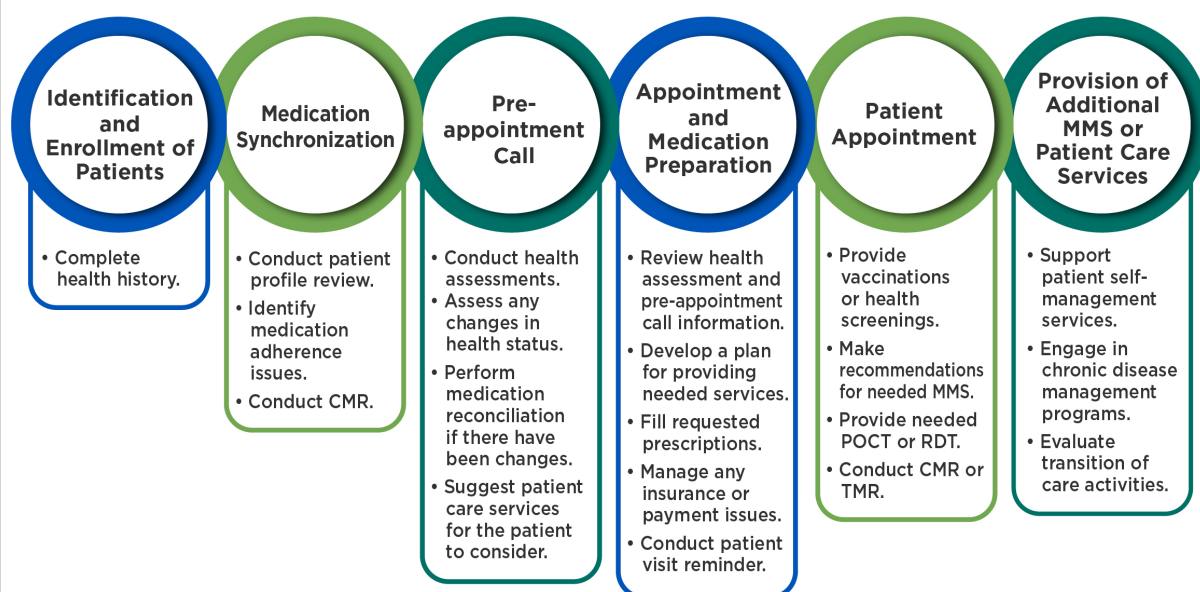 Identification
and
Enrollment of
Patients
• Complete
health history.
Medication
Synchronization
• Conduct patient
profile review.
• Identify
medication
adherence
issues.
• Conduct CMR.
Pre-
appointment
Call
• Conduct health
assessments.
• Assess any
changes in
health status.
• Perform
medication
reconciliation
if there have
been changes.
• Suggest patient
care services
for the patient
to consider.
Appointment
and
Medication
Preparation
• Review health
assessment and
pre-appointment
call information.
• Develop a plan
for providing
needed services.
• Fill requested
prescriptions.
• Manage any
insurance or
payment issues.
• Conduct patient
visit reminder.
Patient
Appointment
• Provide
vaccinations
or health
screenings.
• Make
recommendations
for needed MMS.
• Provide needed
POCT or RDT.
• Conduct CMR or
TMR.
Provision of
Additional
MMS or
Patient Care
Services
• Support
patient self-
management
services.
• Engage in
chronic disease
management
programs.
• Evaluate
transition of
care activities.